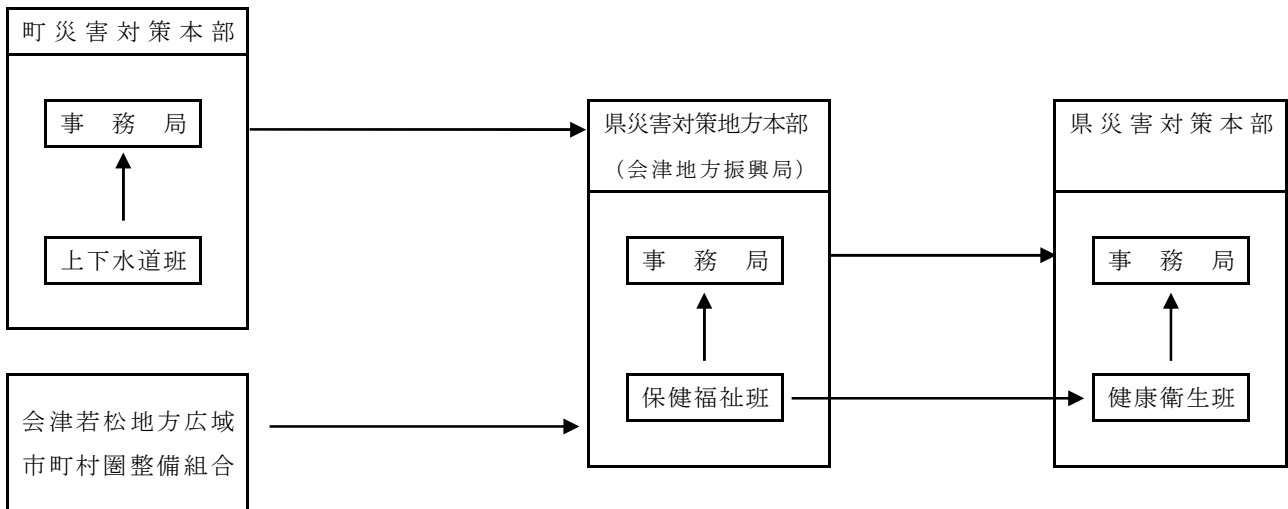 町災害対策本部
事務局
上下水道班
会津若松地方広域
市町村圏整備組合
県災害対策地方本部
（会津地方振興局）
事務局
保健福祉班
県災害対策本部
事務局
健康衛生班